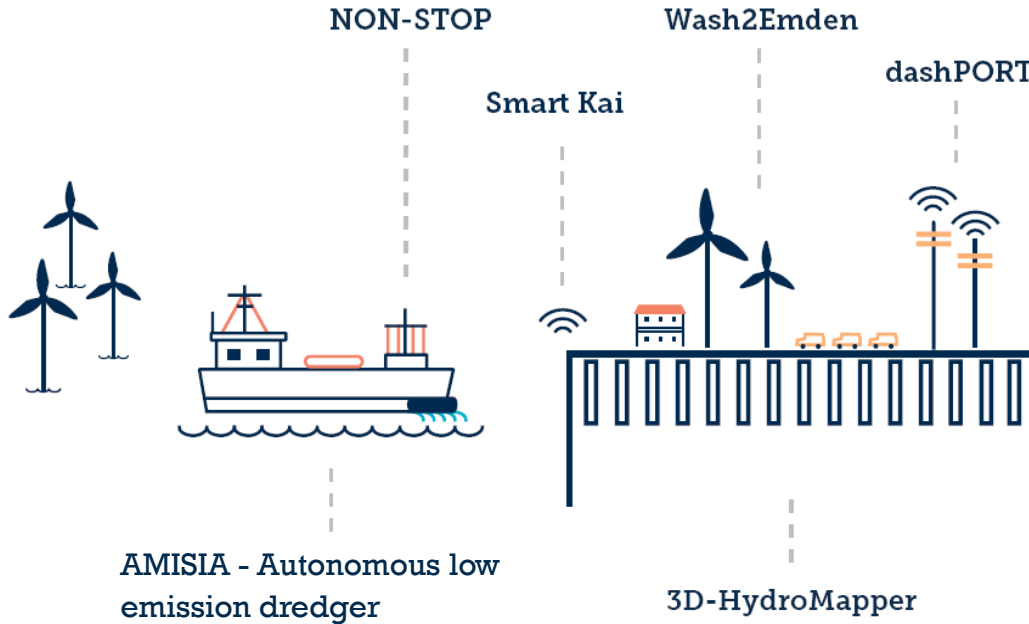 NON-STOP
Wash2Emden
dashPORT
Smart Kai
AMISIA - Autonomous low
emission dredger
3D-HydroMapper